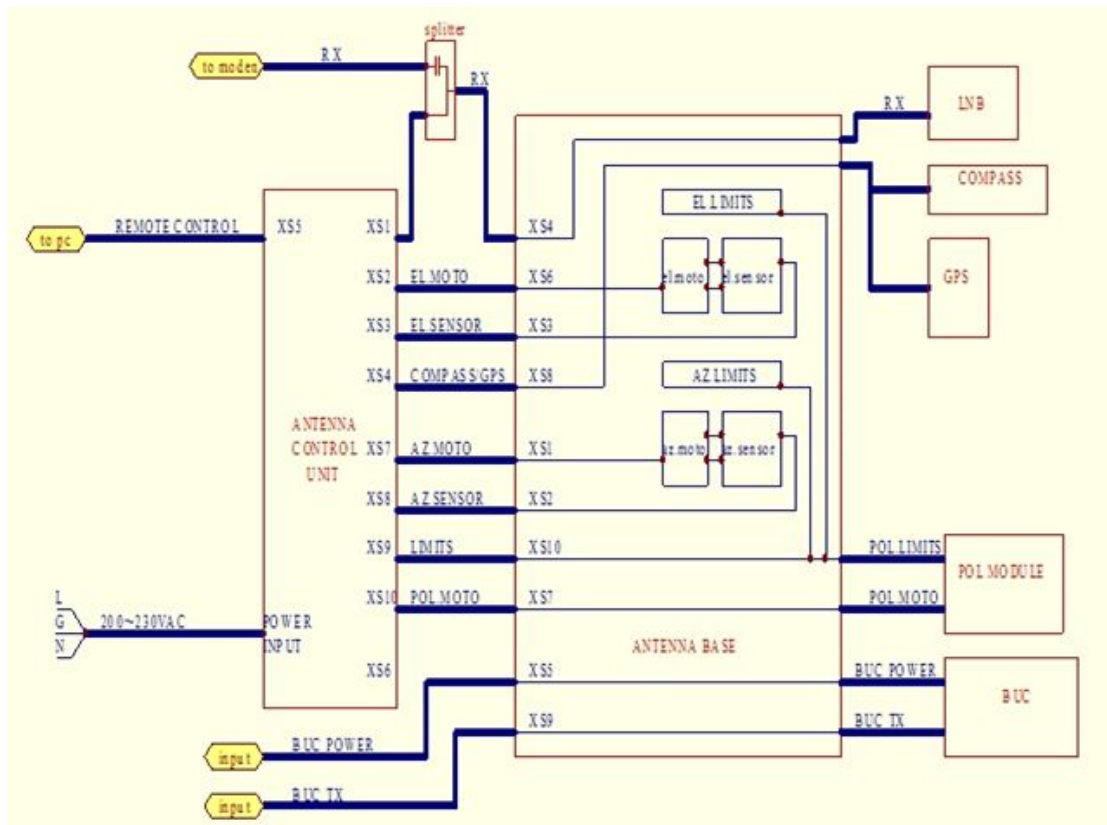 splitter
to modem
RX
RX
RX
LNB
COMPASS
GPS
EL LIMITS
to pc
REMOTE CONTROL
XS5
XS1
XS4
XS2
EL.MOTO
XS6
el.moto
el.sensor
XS3
EL.SENSOR
XS3
XS4
COMPASS/GPS
XS8
AZ.LIMITS
ANTENNA
CONTROL
UNIT
XS7
AZ.MOTO
XS1
az.moto
az.sensor
XS8
AZ.SENSOR
XS2
XS9
LIMITS
XS10
POL.LIMITS
POL MODULE
XS10
POL.MOTO
XS7
POL.MOTO
L
G
N
200~230VAC
POWER
INPUT
ANTENNA BASE
XS6
XS5
BUC POWER
BUC
XS9
BUC TX
input
BUC POWER
input
BUC TX